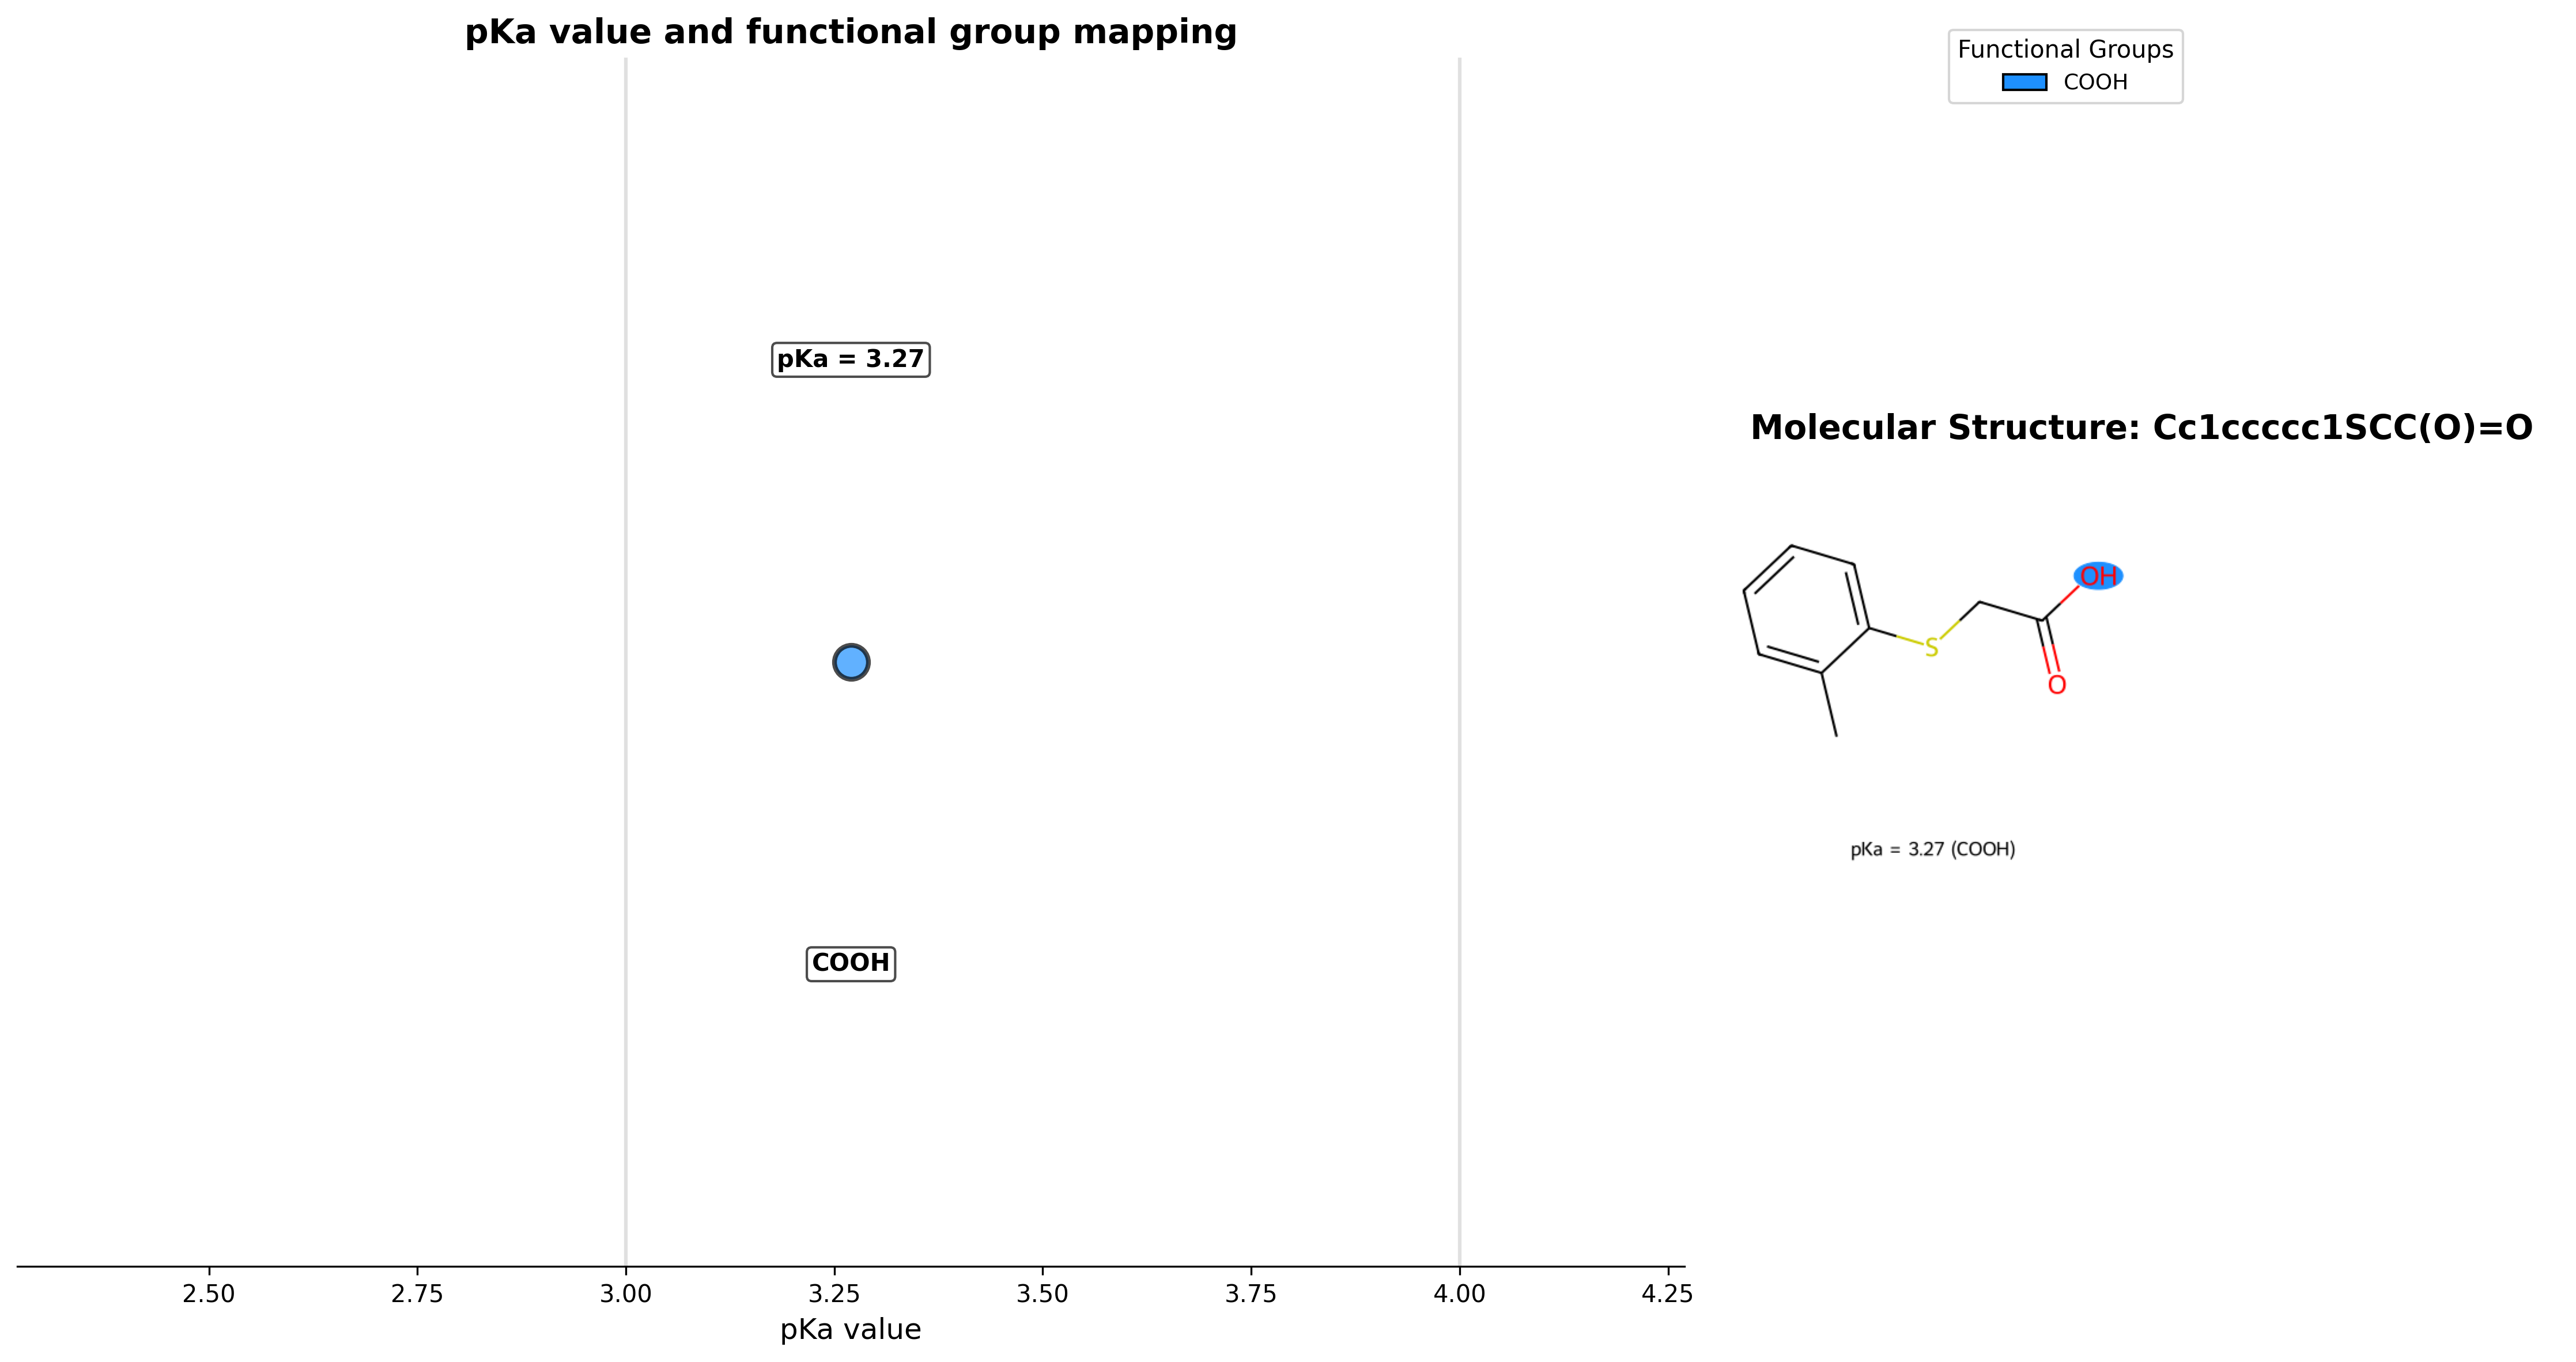 pKa value and functional group mapping
Functional Groups
COOH
pKa = 3.27
COOH
2.50 2.75 3.00 3.25 3.50 3.75 4.00 4.25
pKa value
Molecular Structure: Cc1ccccc1SCC(O)=O
OH
S
O
pKa = 3.27 (COOH)